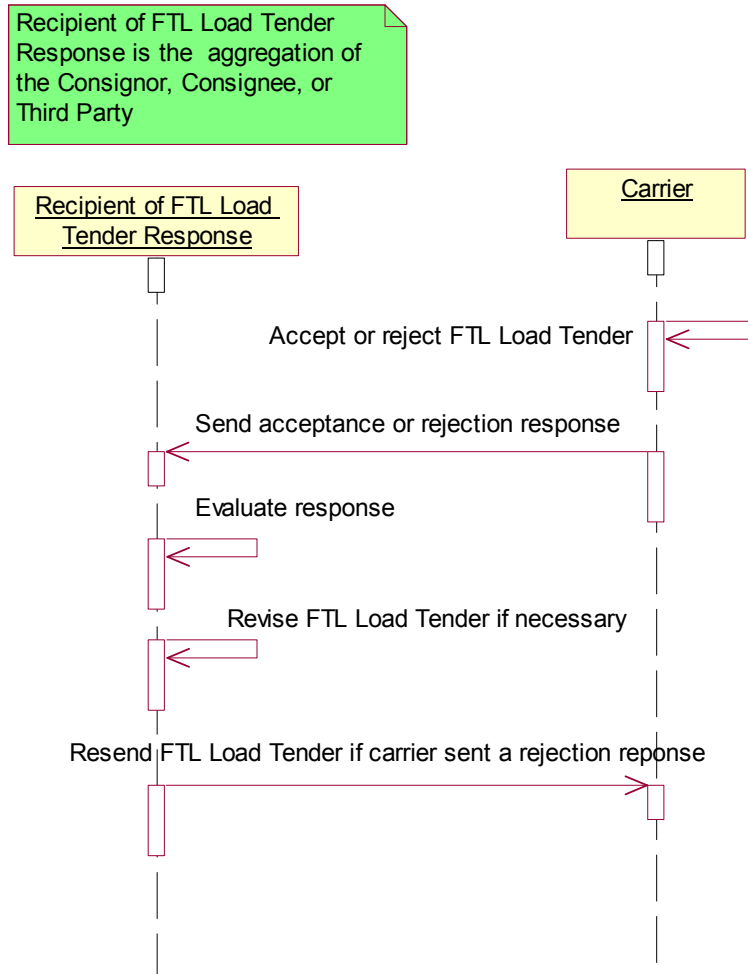 Recipient of FTL Load Tender
Response is the aggregation of
the Consignor, Consignee, or
Third Party
Recipient of FTL Load
Tender Response
Carrier
Accept or reject FTL Load Tender
Send acceptance or rejection response
Evaluate response
Revise FTL Load Tender if necessary
Resend FTL Load Tender if carrier sent a rejection reponse